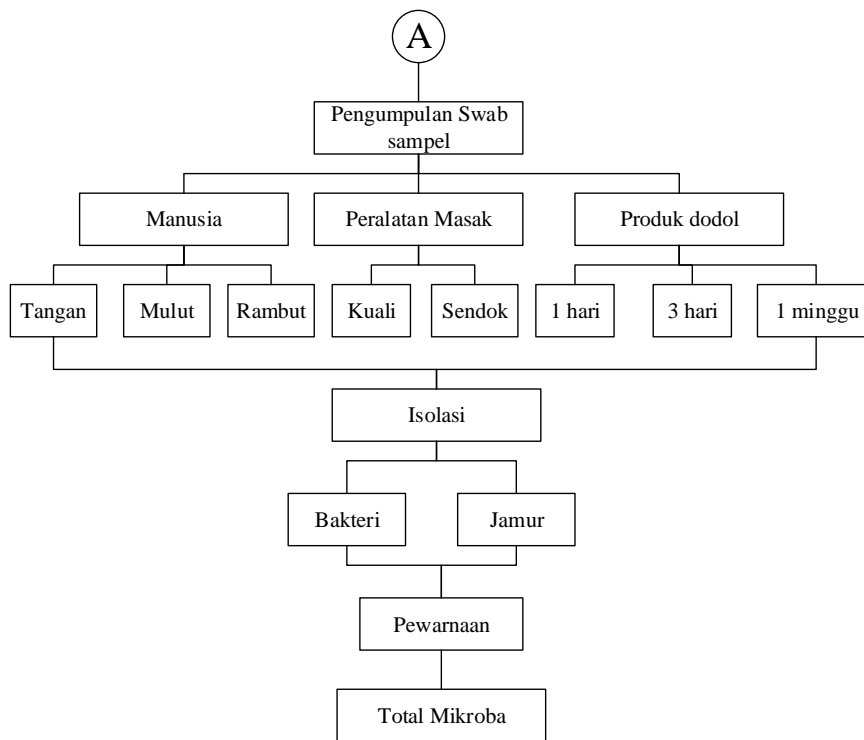 A
Pengumpulan Swab
sampel
Manusia
Peralatan Masak
Produk dodol
Tangan
Mulut
Rambut
Kuali
Sendok
1 hari
3 hari
1 minggu
Isolasi
Bakteri
Jamur
Pewarnaan
Total Mikroba